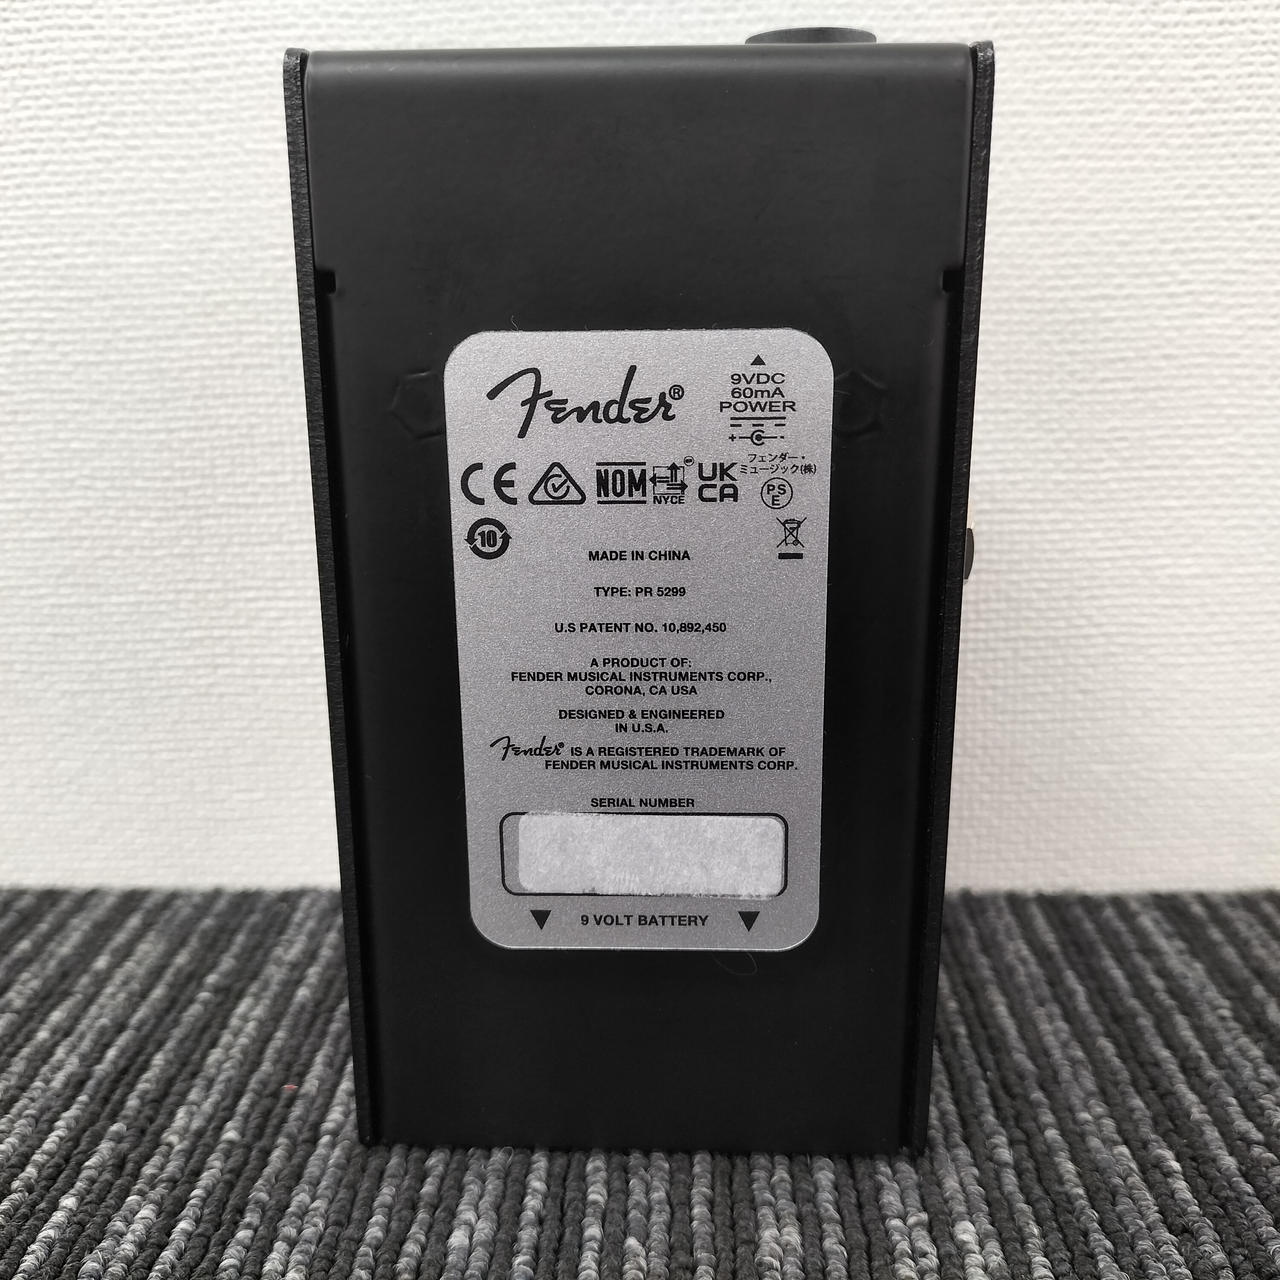 Fender®
9VDC
60mA
POWER
フェンダー・
ミュージック(株)
CE
NOM
NYCE
UK
CA
PS
E
10
MADE IN CHINA
TYPE: PR 5299
U.S PATENT NO. 10,892,450
A PRODUCT OF:
FENDER MUSICAL INSTRUMENTS CORP.,
CORONA, CA USA
DESIGNED & ENGINEERED
IN U.S.A.
Fender® IS A REGISTERED TRADEMARK OF
FENDER MUSICAL INSTRUMENTS CORP.
SERIAL NUMBER
9 VOLT BATTERY